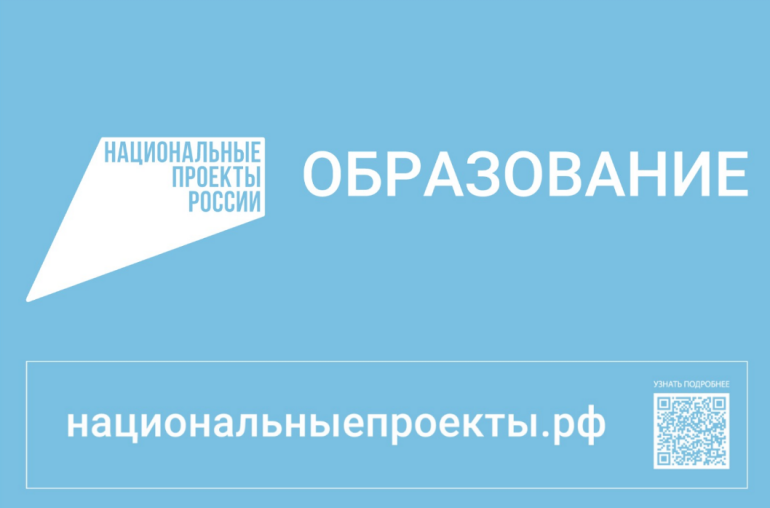 НАЦИОНАЛЬНЫЕ
ПРОЕКТЫ
РОССИИ
ОБРАЗОВАНИЕ
УЗНАТЬ ПОДРОБНЕЕ
национальныепроекты.рф